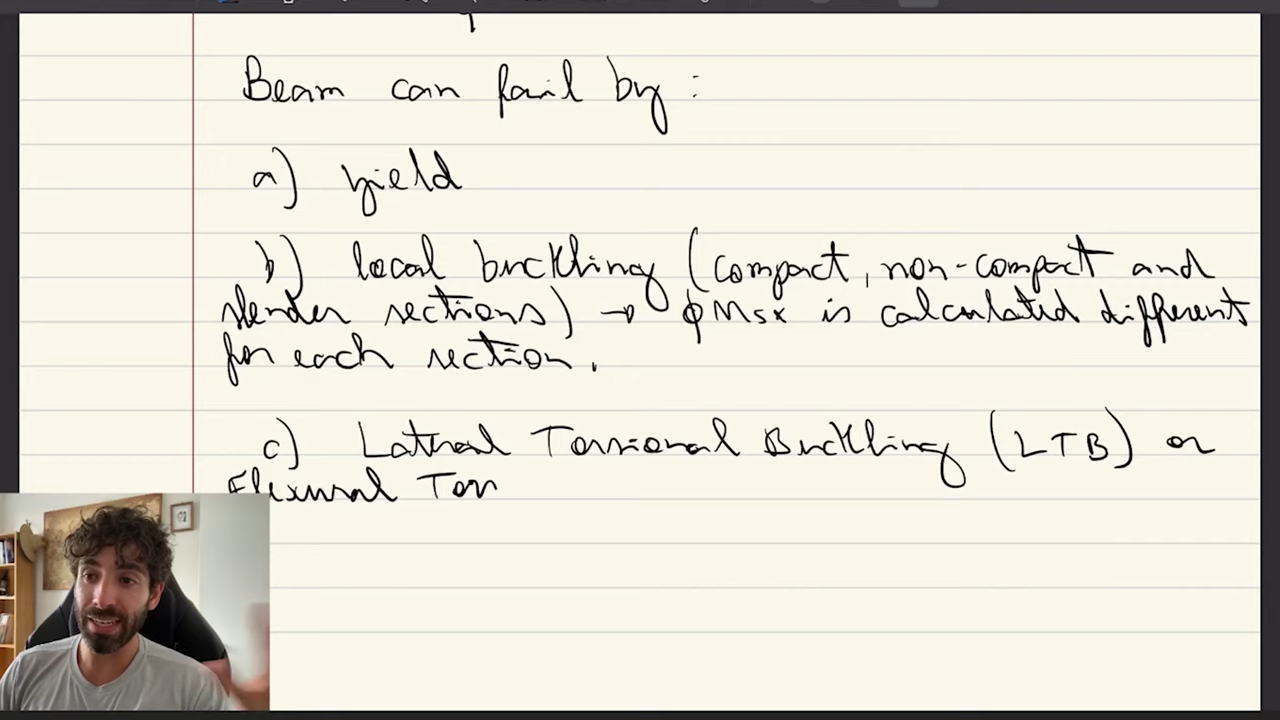 Beam can fail by :
a) yield
b) local buckling (compact, non-compact and
slender sections) → ϕMsx is calculated different
for each section.
c) Lateral Torsional Buckling (LTB) or
Flexural Tor